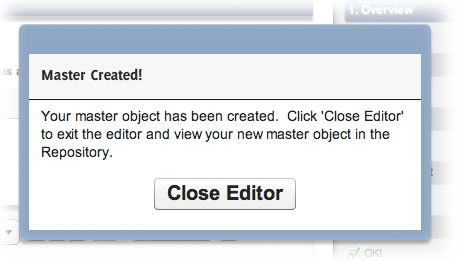 1. Overview
Master Created!
Your master object has been created.  Click 'Close Editor'
to exit the editor and view your new master object in the
Repository.
Close Editor
OK!